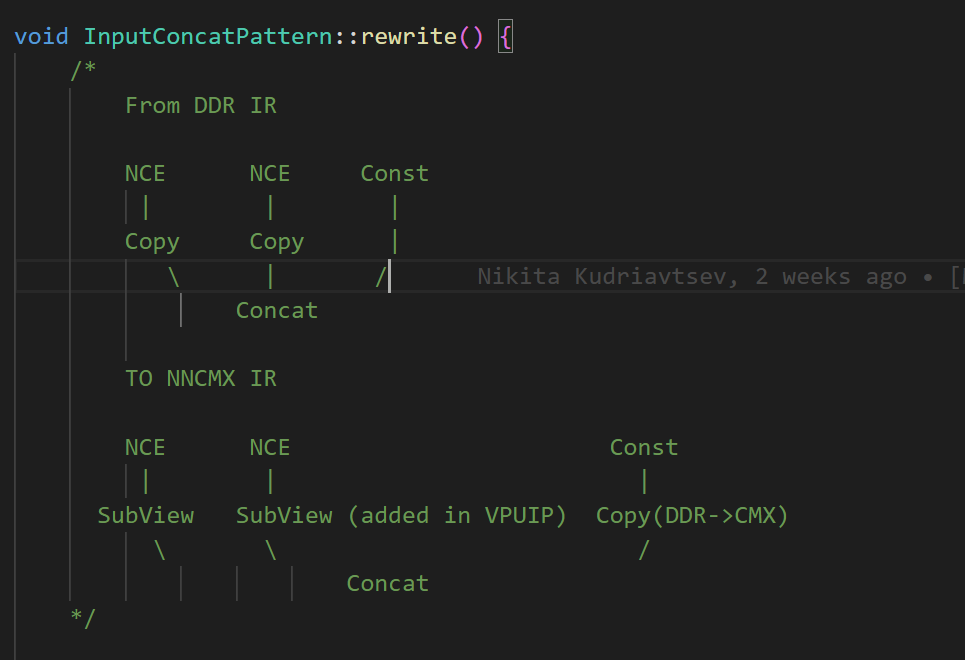 void InputConcatPattern::rewrite() {
/*
From DDR IR
NCE NCE Const
| | |
Copy Copy |
\ | / Nikita Kudriavtsev, 2 weeks ago • [
Concat
TO NNCMX IR
NCE NCE Const
| | |
SubView SubView (added in VPUIP) Copy(DDR->CMX)
\ \ /
Concat
*/